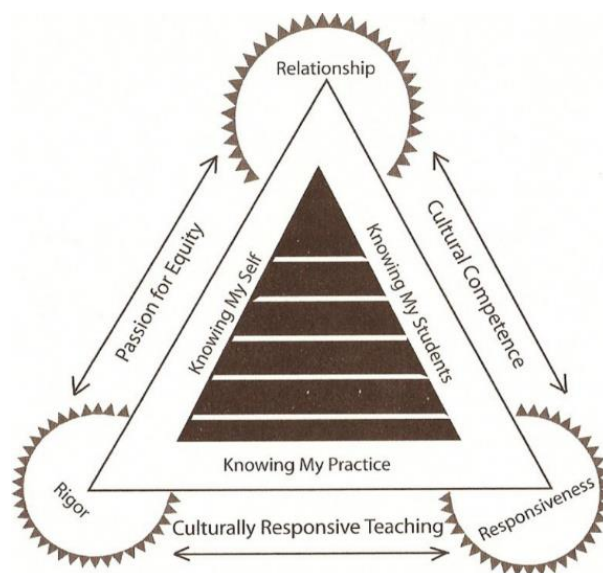 Relationship
Passion for Equity
Knowing My Self
Knowing My Students
Cultural Competence
Knowing My Practice
Rigor
Culturally Responsive Teaching
Responsiveness